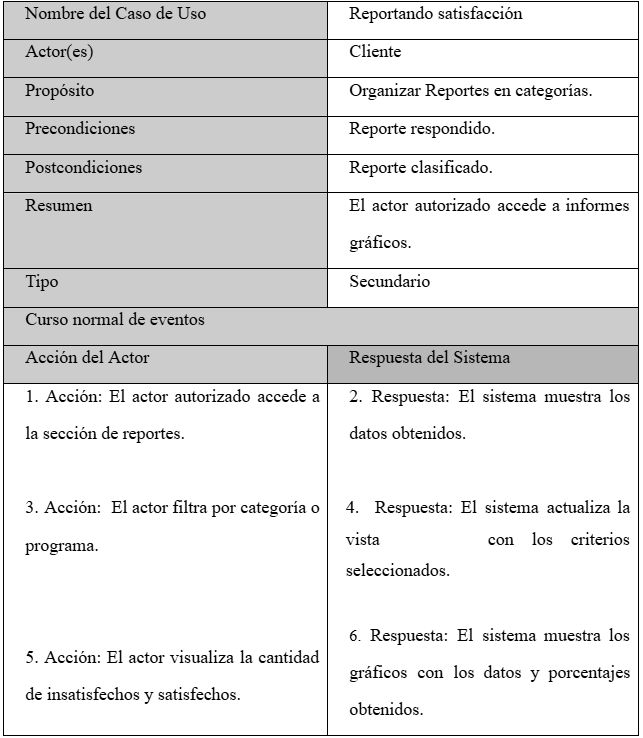 Nombre del Caso de Uso
Reportando satisfacción
Actor(es)
Cliente
Propósito
Organizar Reportes en categorías.
Precondiciones
Reporte respondido.
Postcondiciones
Reporte clasificado.
Resumen
El actor autorizado accede a informes
gráficos.
Tipo
Secundario
Curso normal de eventos
Acción del Actor
Respuesta del Sistema
1. Acción: El actor autorizado accede a
la sección de reportes.
2. Respuesta: El sistema muestra los
datos obtenidos.
3. Acción: El actor filtra por categoría o
programa.
4. Respuesta: El sistema actualiza la
vista con los criterios
seleccionados.
5. Acción: El actor visualiza la cantidad
de insatisfechos y satisfechos.
6. Respuesta: El sistema muestra los
gráficos con los datos y porcentajes
obtenidos.